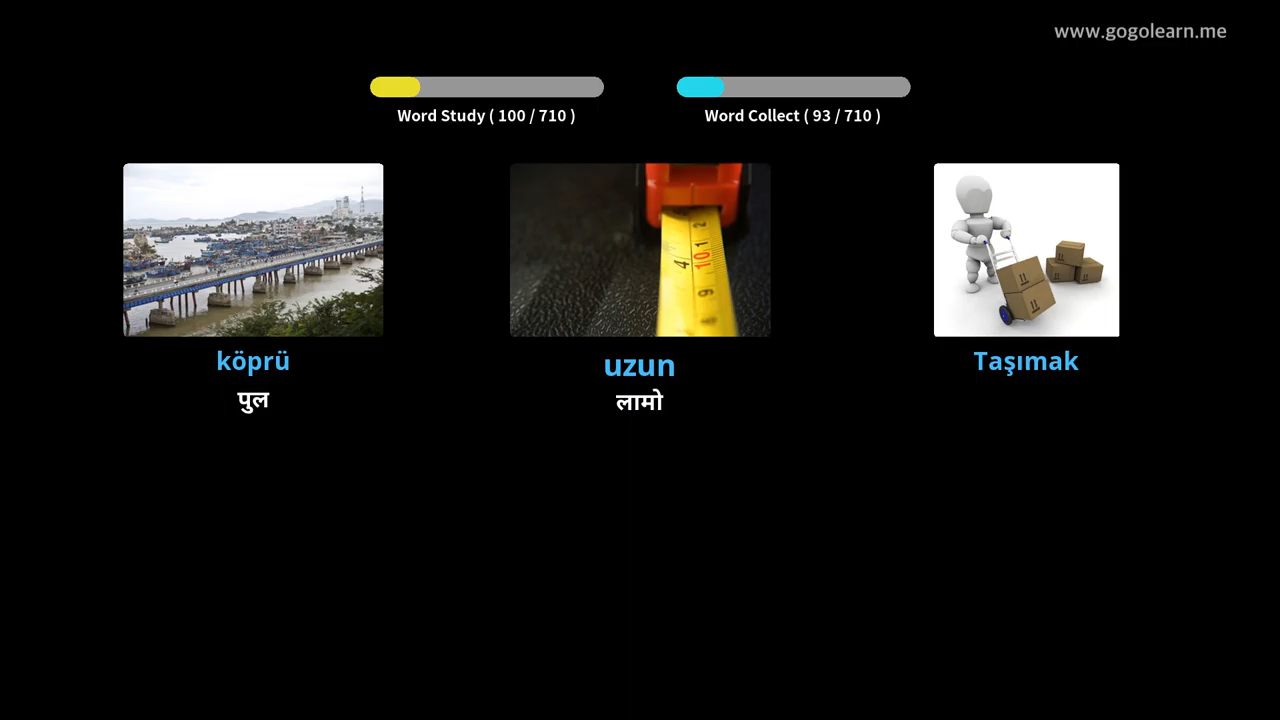 www.gogolearn.me
Word Study ( 100 / 710 )
Word Collect ( 93 / 710 )
köprü
पुल
uzun
लामो
Taşımak